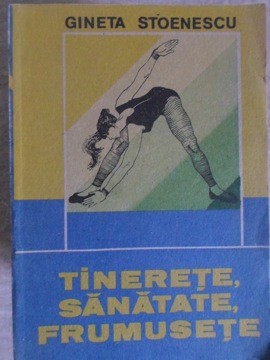 GINETA STOENESCU
TINEREȚE,
SĂNĂTATE,
FRUMUSEȚE